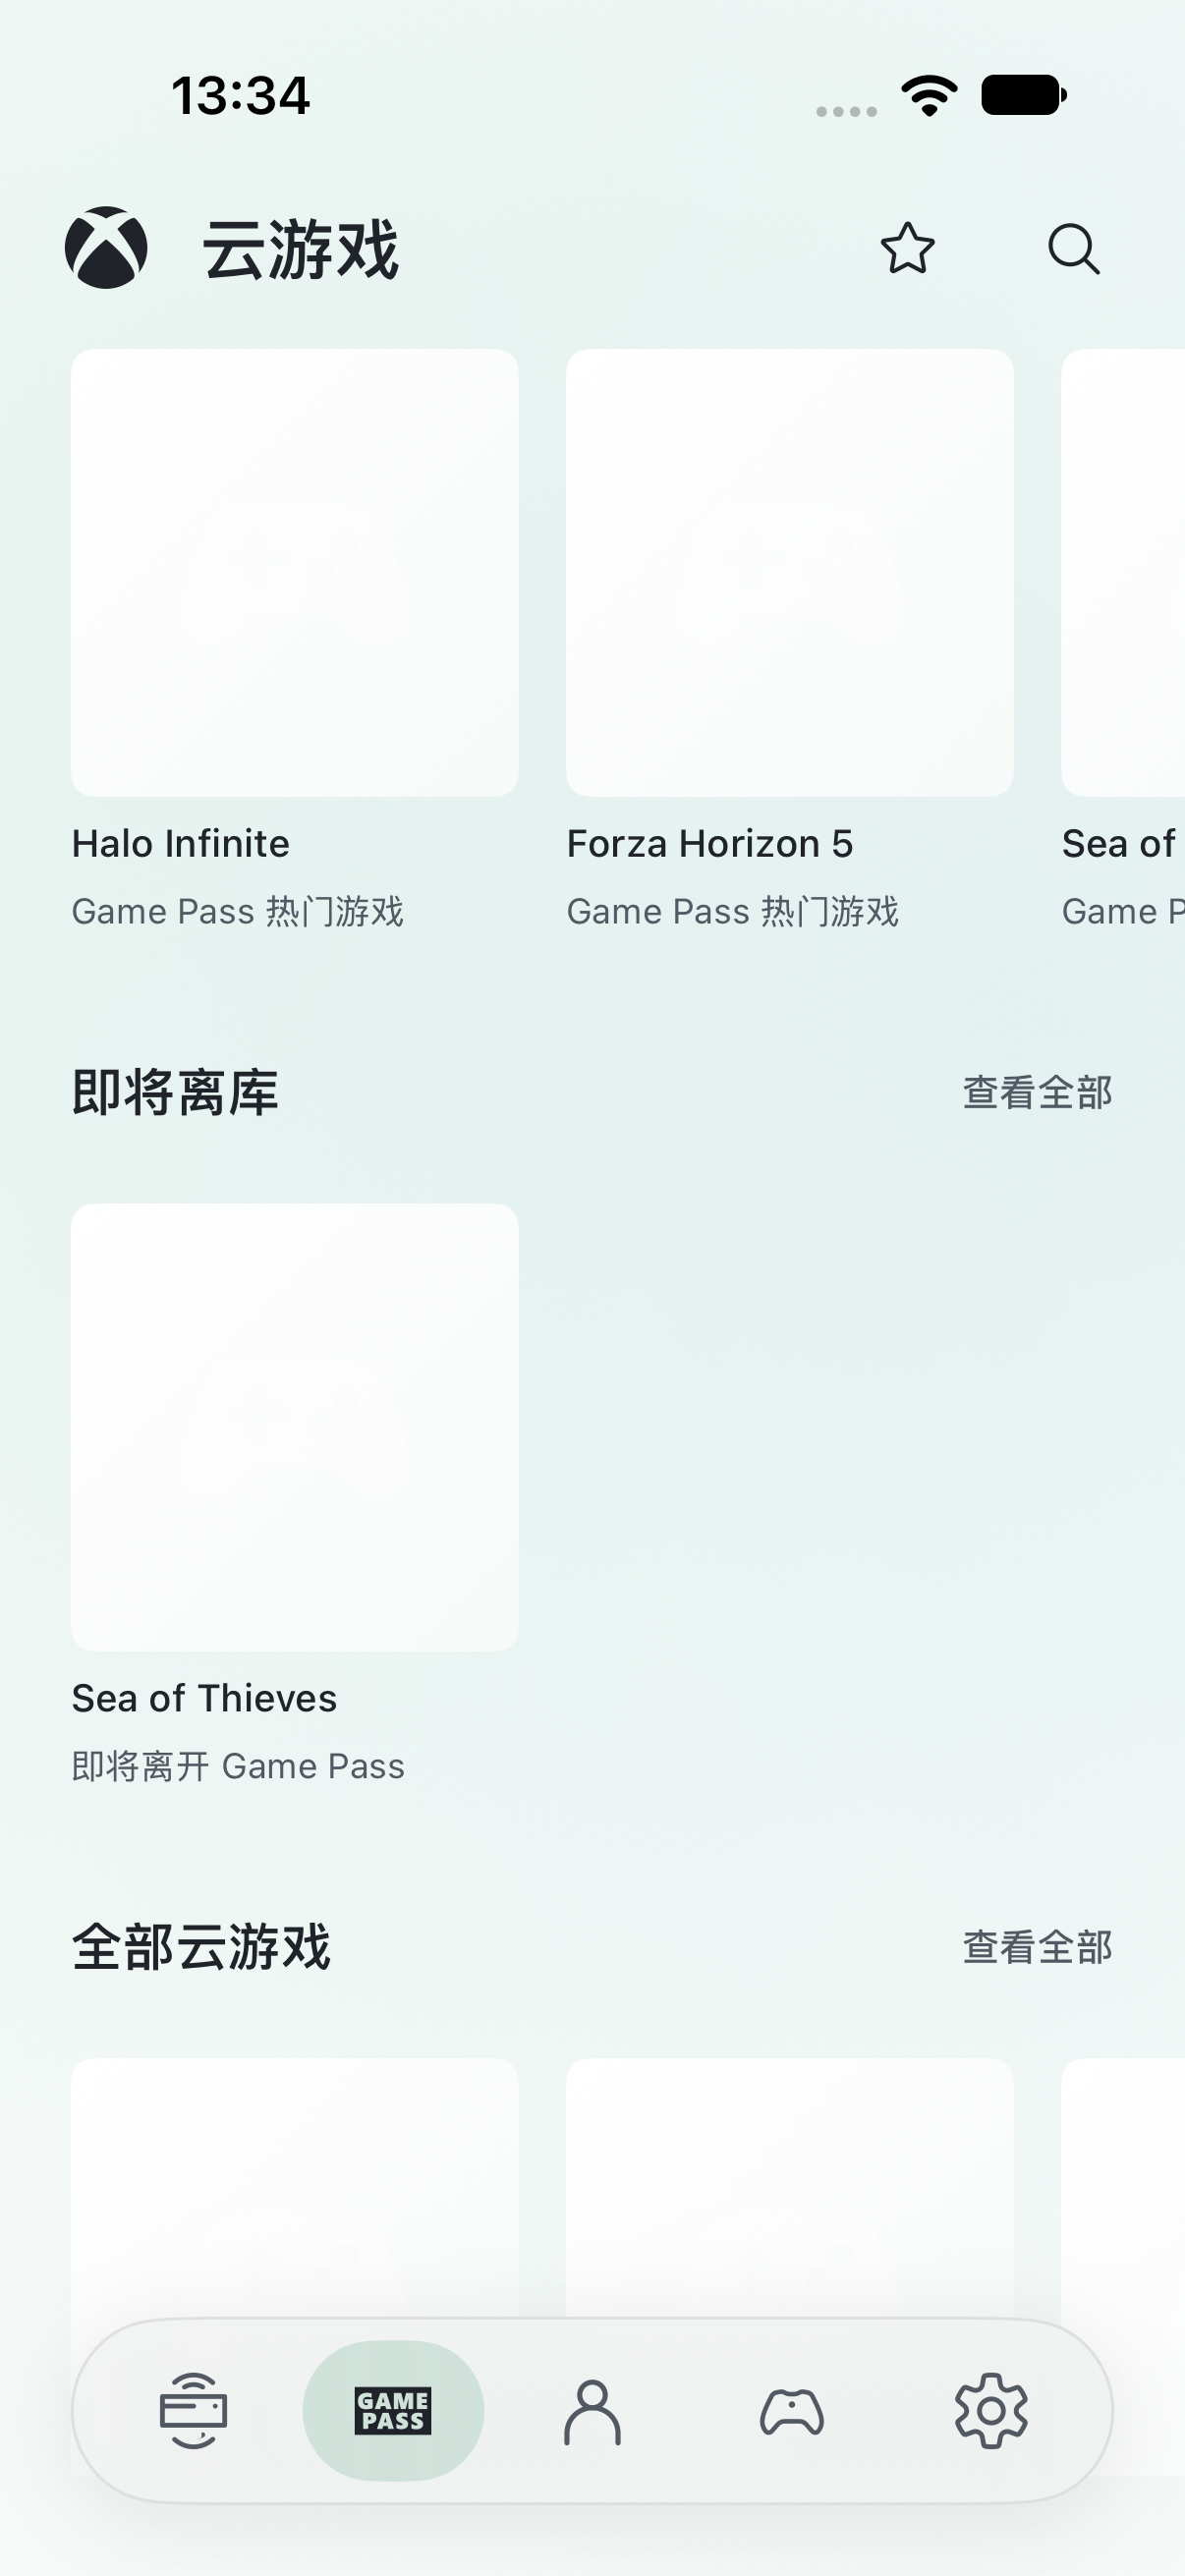 13:34
云游戏
Halo Infinite
Game Pass 热门游戏
Forza Horizon 5
Game Pass 热门游戏
Sea of
Game P
即将离库
查看全部
Sea of Thieves
即将离开 Game Pass
全部云游戏
查看全部
GAME
PASS